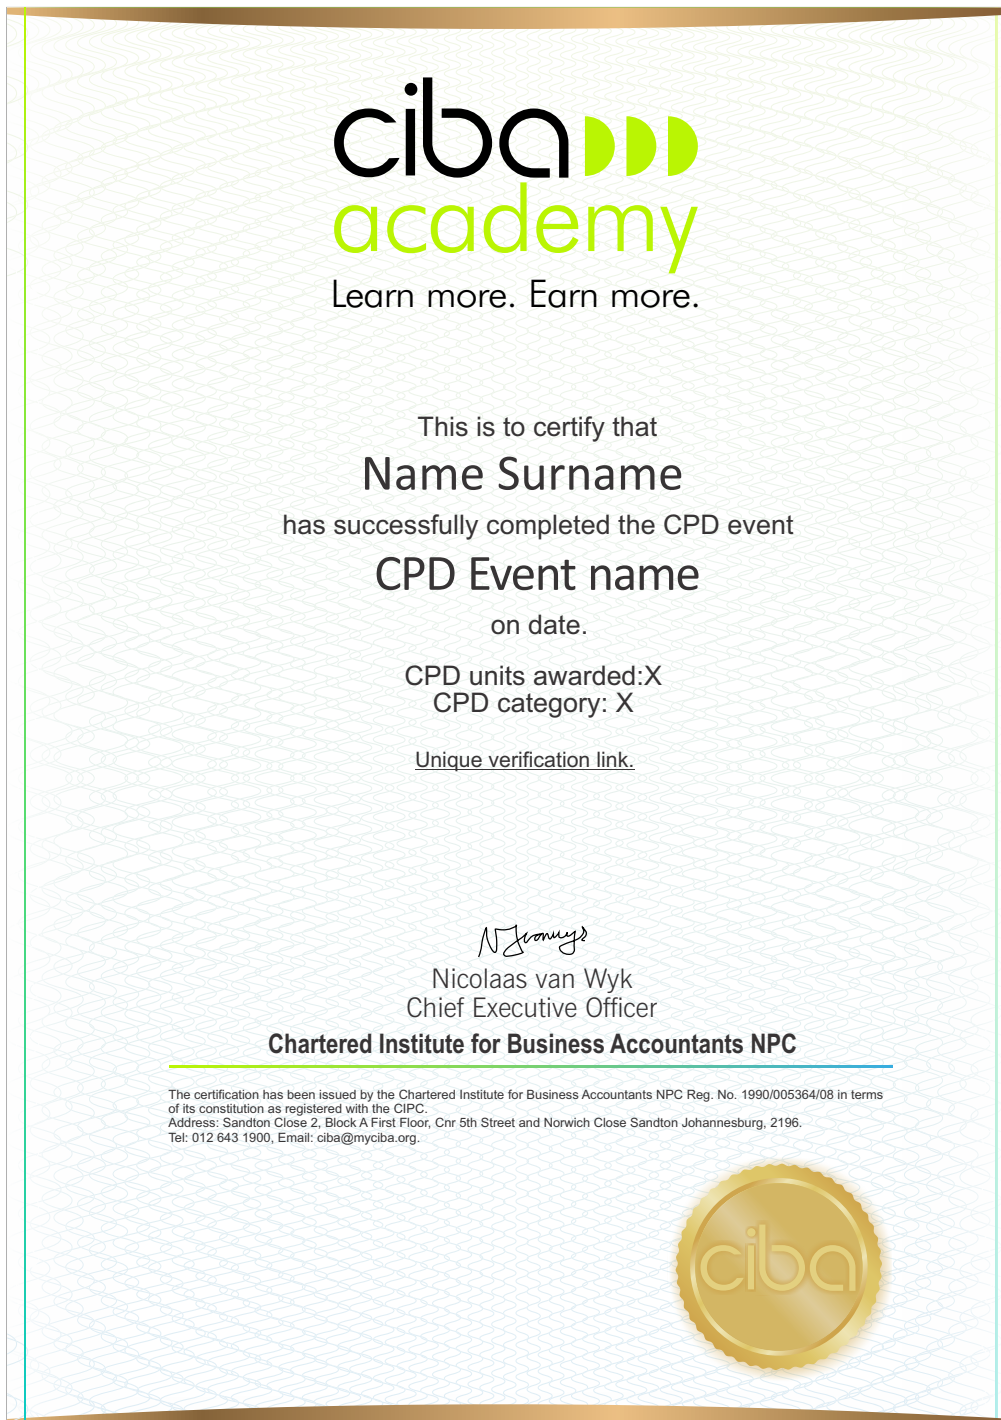 ciba
academy
Learn more. Earn more.
This is to certify that
Name Surname
has successfully completed the CPD event
CPD Event name
on date.
CPD units awarded:X
CPD category: X
Unique verification link.
Nicolaas van Wyk
Chief Executive Officer
Chartered Institute for Business Accountants NPC
The certification has been issued by the Chartered Institute for Business Accountants NPC Reg. No. 1990/005364/08 in terms
of its constitution as registered with the CIPC.
Address: Sandton Close 2, Block A First Floor, Cnr 5th Street and Norwich Close Sandton Johannesburg, 2196.
Tel: 012 643 1900, Email: ciba@myciba.org.
ciba